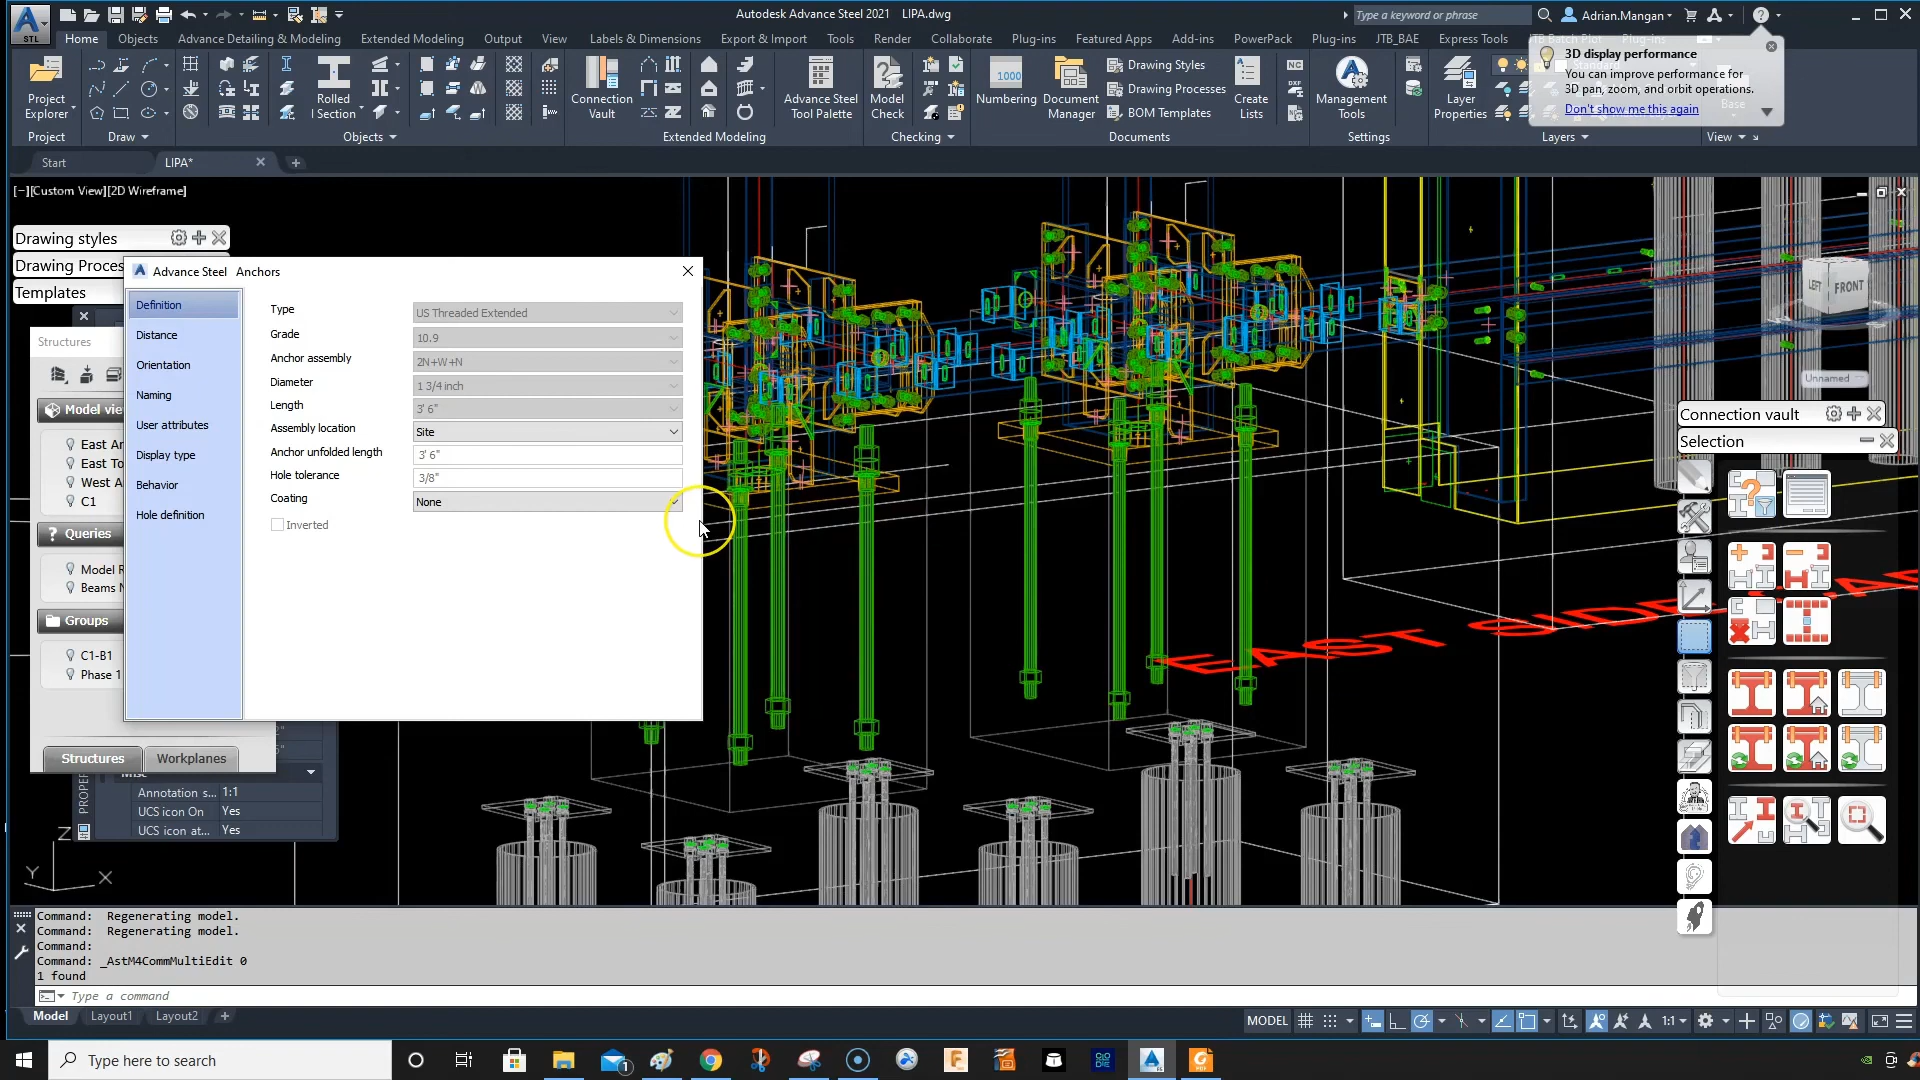 STL
Autodesk Advance Steel 2021 LIPA.dwg
Type a keyword or phrase
Adrian.Mangan
Home
Objects
Advance Detailing & Modeling
Extended Modeling
Output
View
Labels & Dimensions
Export & Import
Tools
Render
Collaborate
Plug-ins
Featured Apps
Add-ins
PowerPack
Plug-ins
JTB_BAE
Express Tools
3D display performance
You can improve performance for
3D pan, zoom, and orbit operations.
Don't show me this again
Project
Explorer
Rolled
I Section
Connection
Vault
Advance Steel
Tool Palette
Model
Check
1000
Numbering
Document
Manager
Drawing Styles
Drawing Processes
BOM Templates
Create
Lists
NC
DXF
Management
Tools
Layer
Properties
Project
Draw
Objects
Extended Modeling
Checking
Documents
Settings
Layers
View
Start
LIPA*
[−][Custom View][2D Wireframe]
Drawing styles
Drawing Proces
Templates
Advance Steel Anchors
Definition
Distance
Orientation
Naming
User attributes
Display type
Behavior
Hole definition
Type
US Threaded Extended
Grade
10.9
Anchor assembly
2N+W+N
Diameter
1 3/4 inch
Length
3' 6"
Assembly location
Site
Anchor unfolded length
3' 6"
Hole tolerance
3/8"
Coating
None
Inverted
Structures
Model vie
East Ar
East To
West A
C1
Queries
Model R
Beams N
Groups
C1-B1
Phase 1
Structures
Workplanes
Misc
Annotation s... 1:1
UCS icon On Yes
UCS icon at... Yes
PROPE
LEFT
FRONT
Unnamed
Connection vault
Selection
EAST SIDE
Z
Y
X
Command: Regenerating model.
Command: Regenerating model.
Command:
Command: _AstM4CommMultiEdit 0
1 found
Type a command
Model
Layout1
Layout2
MODEL
1:1
Type here to search
1